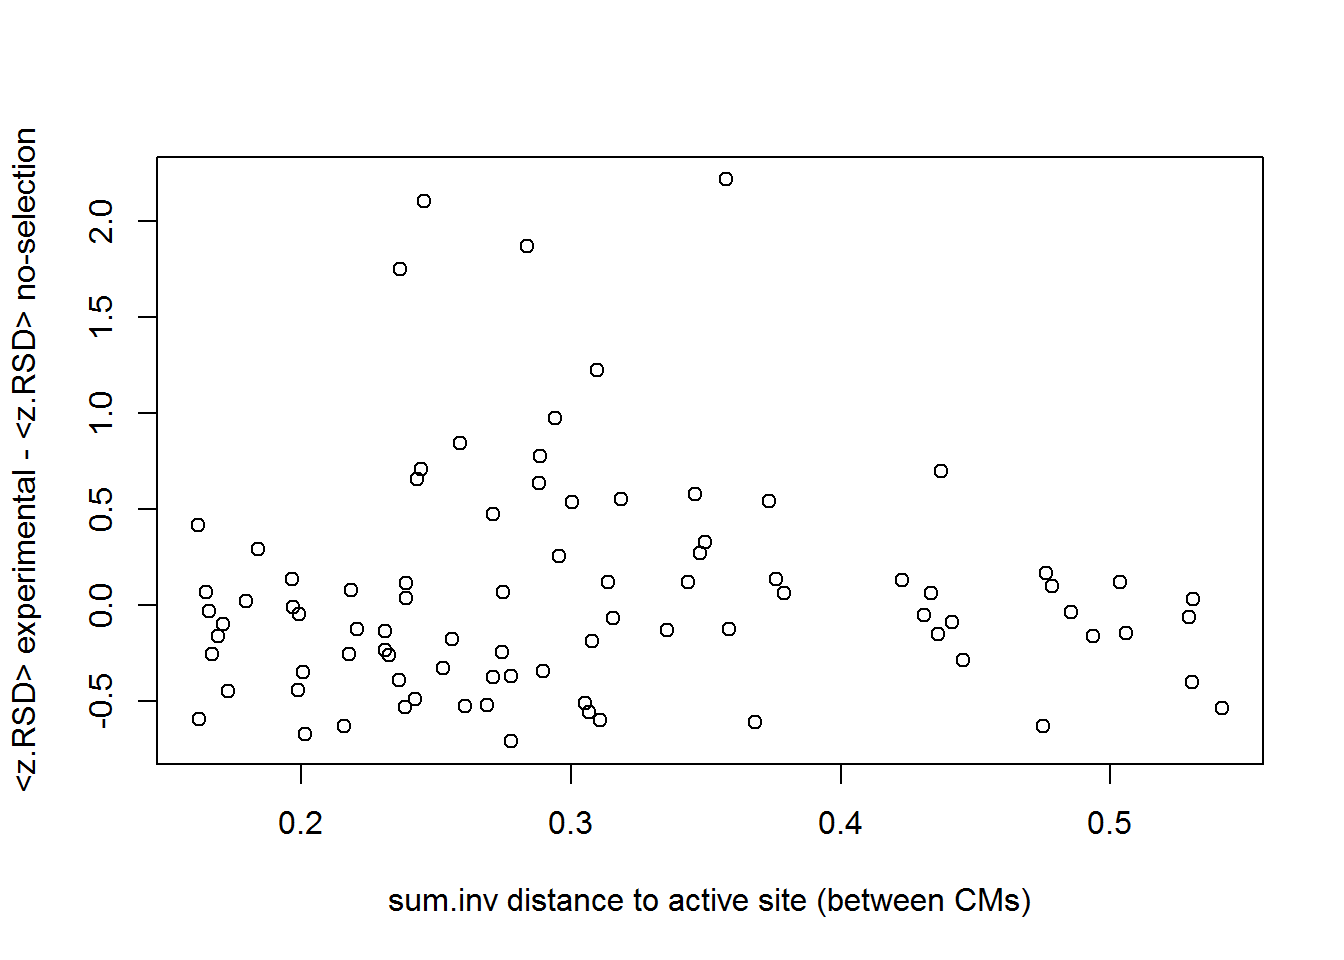 <z.RSD> experimental - <z.RSD> no-selection
2.0
1.5
1.0
0.5
0.0
-0.5
0.2 0.3 0.4 0.5
sum.inv distance to active site (between CMs)